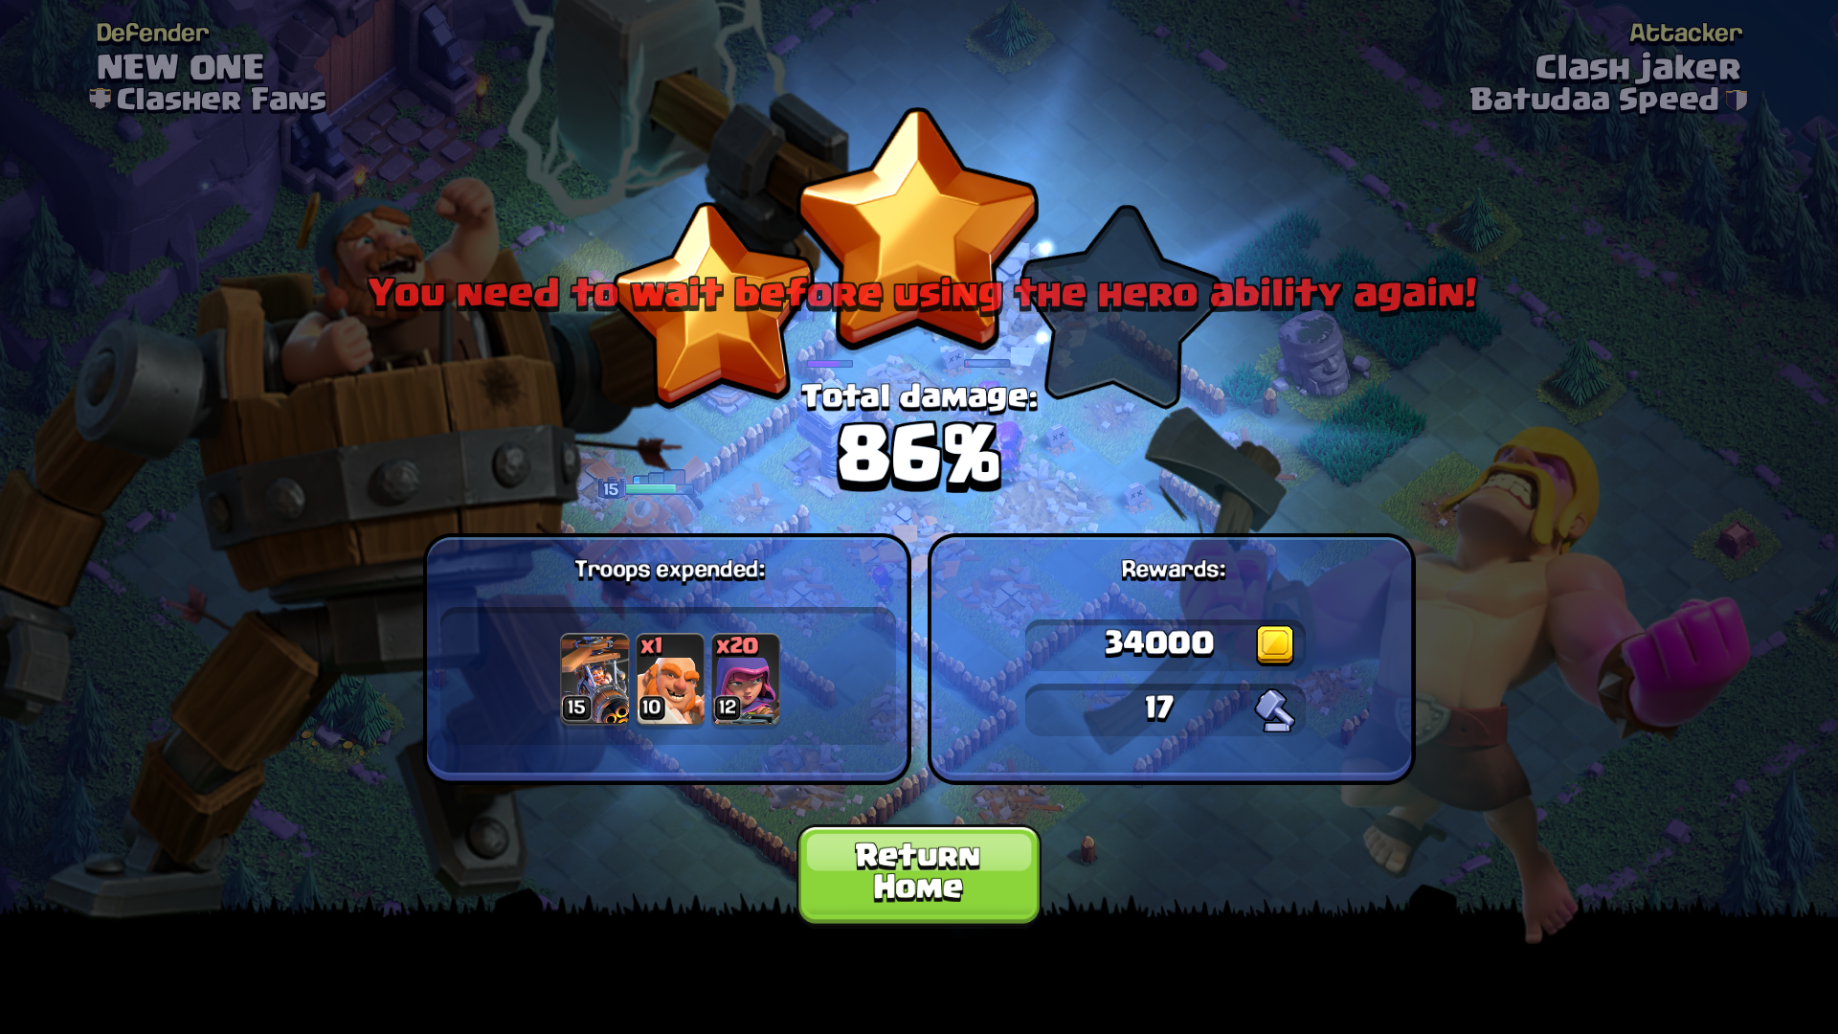 Defender
NEW ONE
Clasher Fans
Attacker
Clash jaker
Batudaa Speed
You need to wait before using the hero ability again!
Total damage:
86%
15
Troops expended:
x1
x20
15
10
12
Rewards:
34000
17
Return
Home